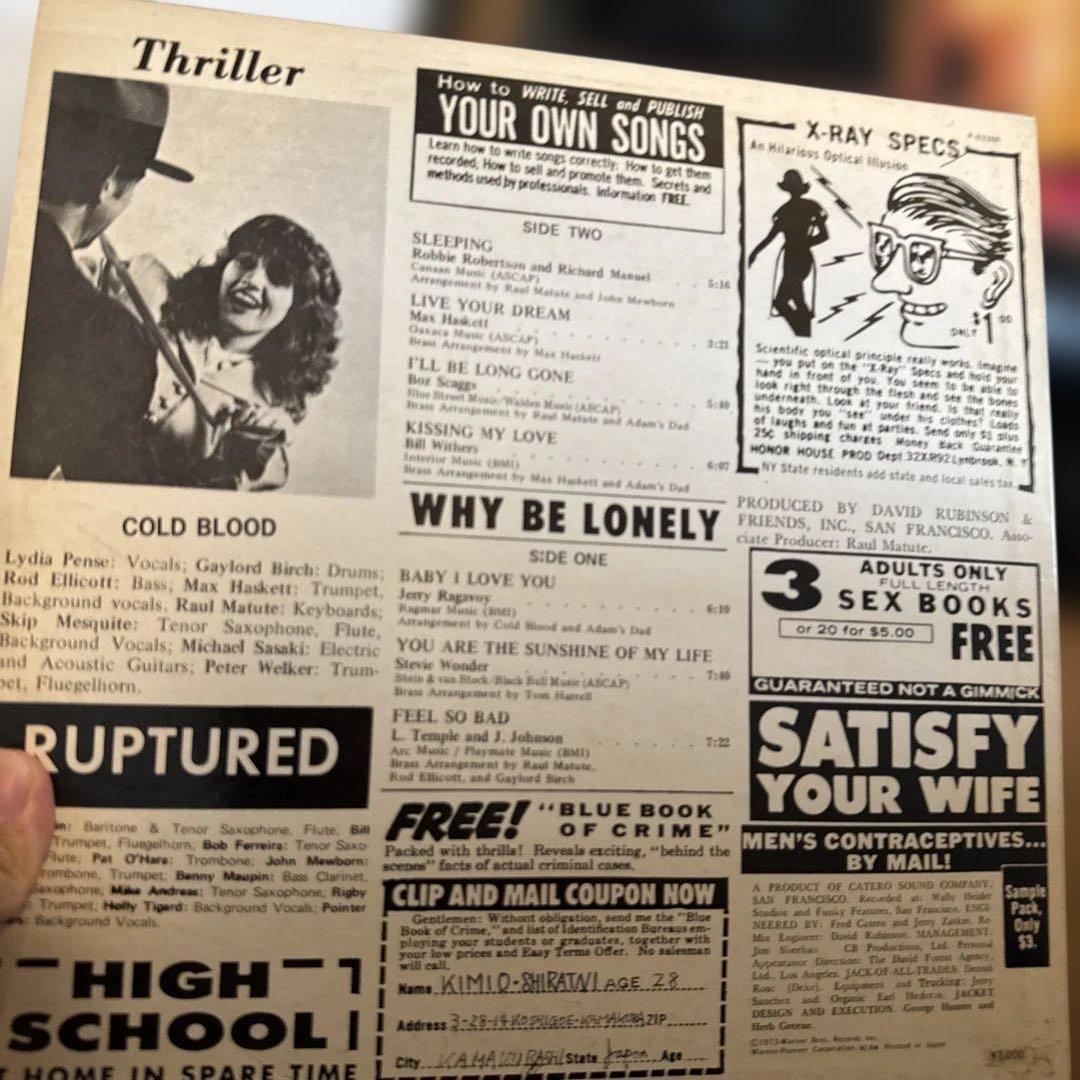 Thriller
COLD BLOOD
Lydia Pense: Vocals; Gaylord Birch: Drums;
Rod Ellicott: Bass; Max Haskett: Trumpet,
Background vocals. Raul Matute: Keyboards;
Skip Mesquite: Tenor Saxophone, Flute,
Background Vocals; Michael Sasaki: Electric
and Acoustic Guitars; Peter Welker: Trum-
pet, Fluegelhorn.
RUPTURED
Baritone & Tenor Saxophone, Flute; Bill
Trumpet, Fluegelhorn; Bob Ferreira: Tenor Saxo-
Flute; Pat O'Hara: Trombone; John Mewborn:
Trombone, Trumpet; Benny Maupin: Bass Clarinet,
Saxophone; Mike Andreas: Tenor Saxophone; Rigby
Trumpet; Holly Tigard: Background Vocals; Pointer
Background Vocals.
HIGH
SCHOOL
HOME IN SPARE TIME
How to WRITE, SELL and PUBLISH
YOUR OWN SONGS
Learn how to write songs correctly; How to get them
recorded; How to sell and promote them. Secrets and
methods used by professionals. Information FREE.
SIDE TWO
SLEEPING
Robbie Robertson and Richard Manuel . . 5:16
Canaan Music (ASCAP)
Arrangement by Raul Matute and John Mewborn
LIVE YOUR DREAM
Max Haskett . . . . . . . . 3:21
Oaxaca Music (ASCAP)
Brass Arrangement by Max Haskett
I'LL BE LONG GONE
Boz Scaggs . . . . . . . . 5:40
Blue Street Music/Walden Music (ASCAP)
Brass Arrangement by Raul Matute and Adam's Dad
KISSING MY LOVE
Bill Withers . . . . . . . . 6:07
Interior Music (BMI)
Brass Arrangement by Max Haskett and Adam's Dad
WHY BE LONELY
SIDE ONE
BABY I LOVE YOU
Jerry Ragavoy . . . . . . . . 6:10
Ragmar Music (BMI)
Arrangement by Cold Blood and Adam's Dad
YOU ARE THE SUNSHINE OF MY LIFE
Stevie Wonder . . . . . . . . 7:40
Stein & van Stock/Black Bull Music (ASCAP)
Brass Arrangement by Tom Harrell
FEEL SO BAD
L. Temple and J. Johnson . . . . . 7:22
Arc Music / Playmate Music (BMI)
Brass Arrangement by Raul Matute,
Rod Ellicott, and Gaylord Birch
FREE! "BLUE BOOK
OF CRIME"
Packed with thrills! Reveals exciting, "behind the
scenes" facts of actual criminal cases.
CLIP AND MAIL COUPON NOW
Gentlemen: Without obligation, send me the "Blue
Book of Crime," and list of Identification Bureaus em-
ploying your students or graduates, together with
your low prices and Easy Terms Offer. No salesman
will call.
Name KIMIO-SHIRATNI AGE 28
Address 3-28-14 KOSHIGOE-KAMAKURA ZIP
City KAMAKURASHI State Japan Age
X-RAY SPECS
An Hilarious Optical Illusion
ONLY $1 00
Scientific optical principle really works. Imagine
— you put on the "X-Ray" Specs and hold your
hand in front of you. You seem to be able to
look right through the flesh and see the bones
underneath. Look at your friend. Is that really
his body you "see" under his clothes? Loads
of laughs and fun at parties. Send only $1 plus
25¢ shipping charges. Money Back Guarantee
HONOR HOUSE PROD Dept 32XR92 Lynbrook, N.Y
NY State residents add state and local sales tax.
PRODUCED BY DAVID RUBINSON &
FRIENDS, INC., SAN FRANCISCO. Asso-
ciate Producer: Raul Matute.
3 ADULTS ONLY
FULL LENGTH
SEX BOOKS
or 20 for $5.00 FREE
GUARANTEED NOT A GIMMICK
SATISFY
YOUR WIFE
MEN'S CONTRACEPTIVES...
BY MAIL!
Sample
Pack,
Only
$3.
A PRODUCT OF CATERO SOUND COMPANY,
SAN FRANCISCO. Recorded at: Wally Heider
Studios and Funky Features, San Francisco. ENGI-
NEERED BY: Fred Catero and Jerry Zatkin. Re-
Mix Engineer: David Rubinson. MANAGEMENT:
Jim Sheehan CB Productions, Ltd. Personal
Appearance Direction: The David Forest Agency,
Ltd., Los Angeles. JACK-OF-ALL-TRADES: Dennis
Rose (Deke). Equipment and Trucking: Jerry
Sanchez and Organic Earl Mederos. JACKET
DESIGN AND EXECUTION. George Hunter and
Herb Greene.
©1973-Warner Bros. Records Inc.
Warner-Pioneer Corporation. Printed in Japan
¥2,000